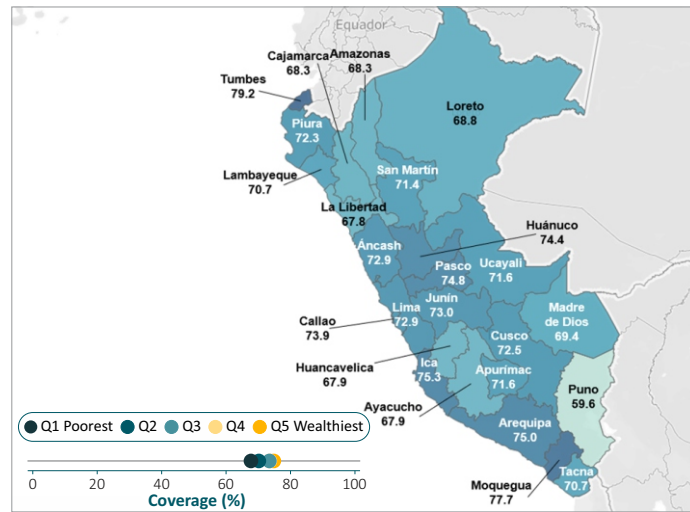 Equador
Cajamarca
68.3
Amazonas
68.3
Tumbes
79.2
Loreto
68.8
Piura
72.3
Lambayeque
70.7
San Martín
71.4
La Libertad
67.8
Huánuco
74.4
Áncash
72.9
Pasco
74.8
Ucayali
71.6
Callao
73.9
Lima
72.9
Junín
73.0
Madre
de Dios
69.4
Cusco
72.5
Huancavelica
67.9
Ica
75.3
Apurímac
71.6
Puno
59.6
Ayacucho
67.9
Arequipa
75.0
Moquegua
77.7
Tacna
70.7
Q1 Poorest Q2 Q3 Q4 Q5 Wealthiest
0 20 40 60 80 100
Coverage (%)